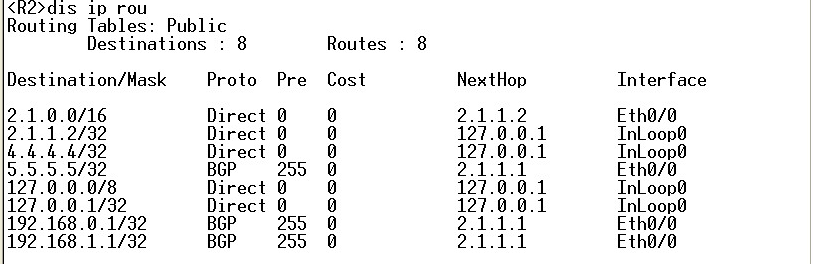 <R2>dis ip rou
Routing Tables: Public
Destinations : 8 Routes : 8
Destination/Mask Proto Pre Cost NextHop Interface
2.1.0.0/16 Direct 0 0 2.1.1.2 Eth0/0
2.1.1.2/32 Direct 0 0 127.0.0.1 InLoop0
4.4.4.4/32 Direct 0 0 127.0.0.1 InLoop0
5.5.5.5/32 BGP 255 0 2.1.1.1 Eth0/0
127.0.0.0/8 Direct 0 0 127.0.0.1 InLoop0
127.0.0.1/32 Direct 0 0 127.0.0.1 InLoop0
192.168.0.1/32 BGP 255 0 2.1.1.1 Eth0/0
192.168.1.1/32 BGP 255 0 2.1.1.1 Eth0/0